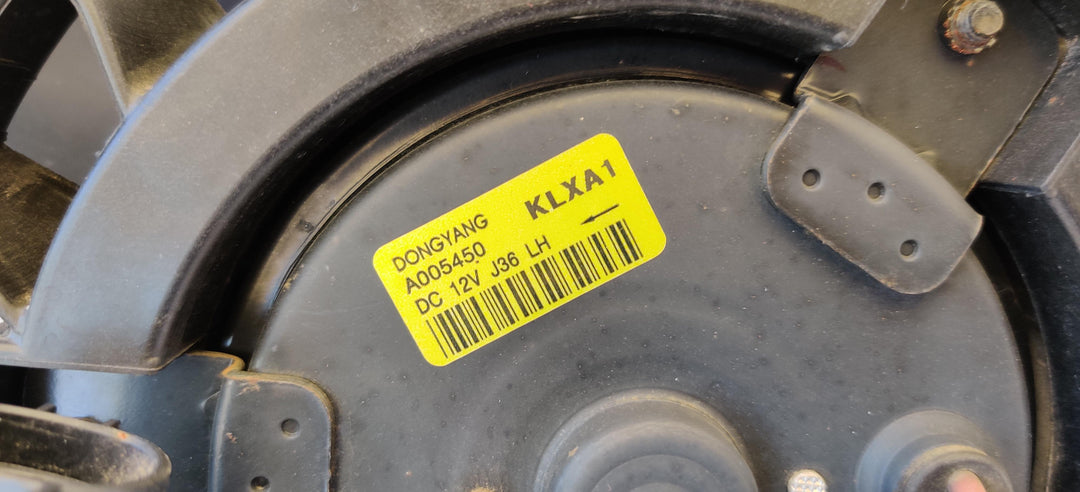 DONGYANG
KLXA1
A005450
DC 12V J36 LH